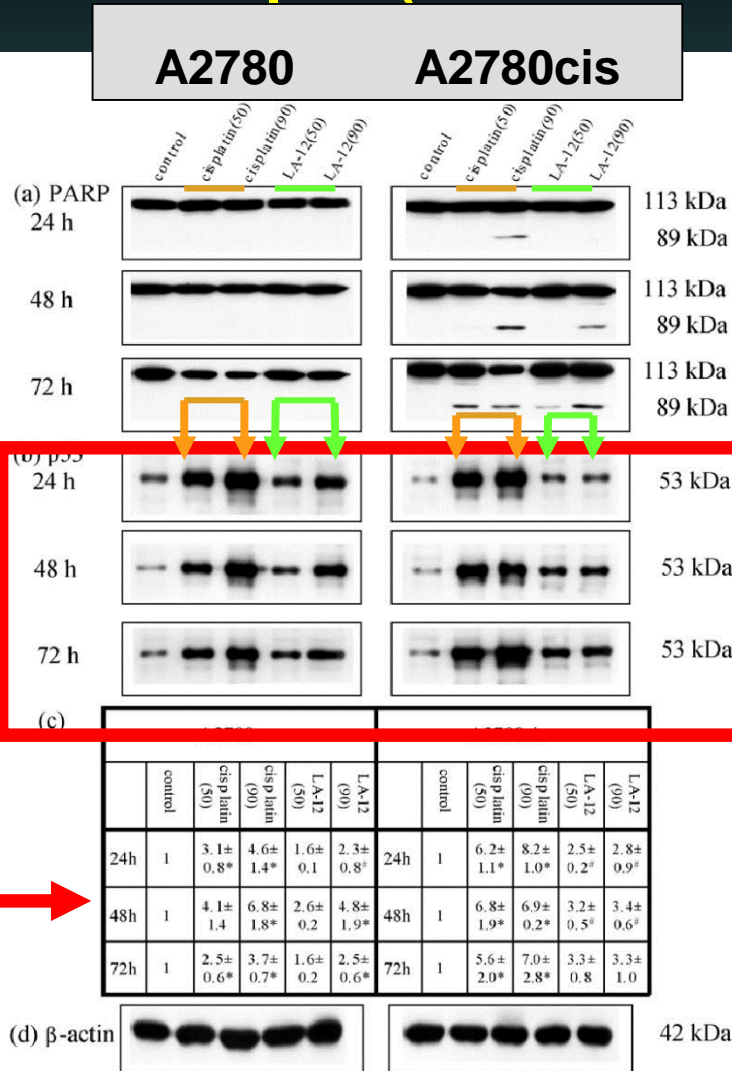 A2780 A2780cis
control cisplatin(50) cisplatin(90) LA-12(50) LA-12(90) control cisplatin(50) cisplatin(90) LA-12(50) LA-12(90)
(a) PARP
24 h 113 kDa
89 kDa
48 h 113 kDa
89 kDa
72 h 113 kDa
89 kDa
(b) p53
24 h 53 kDa
48 h 53 kDa
72 h 53 kDa
(c)
control cisplatin (50) cisplatin (90) LA-12 (50) LA-12 (90) control cisplatin (50) cisplatin (90) LA-12 (50) LA-12 (90)
24h 1 3.1± 0.8* 4.6± 1.4* 1.6± 0.1 2.3± 0.8# 24h 1 6.2± 1.1* 8.2± 1.0* 2.5± 0.2# 2.8± 0.9#
48h 1 4.1± 1.4 6.8± 1.8* 2.6± 0.2 4.8± 1.9* 48h 1 6.8± 1.9* 6.9± 0.2* 3.2± 0.5# 3.4± 0.6#
72h 1 2.5± 0.6* 3.7± 0.7* 1.6± 0.2 2.5± 0.6* 72h 1 5.6± 2.0* 7.0± 2.8* 3.3± 0.8 3.3± 1.0
(d) β-actin 42 kDa